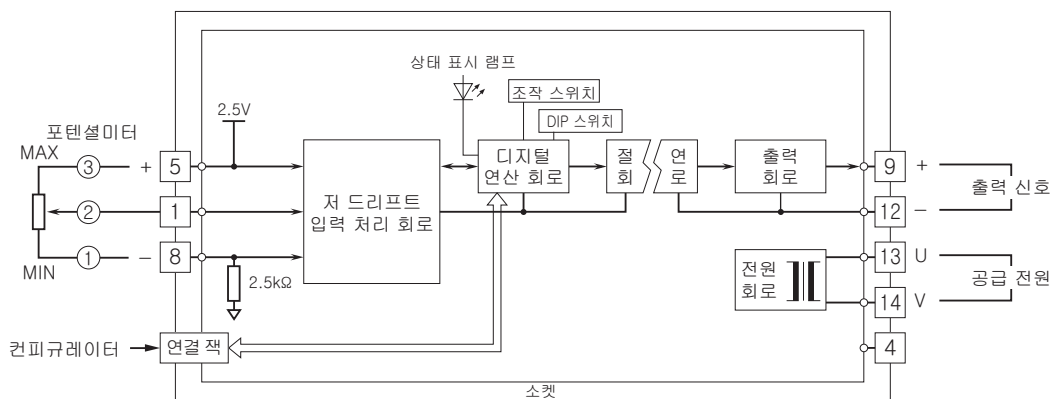 상태 표시 램프
조작 스위치
DIP 스위치
2.5V
포텐셜미터
MAX
③
+
5
②
1
①
−
8
MIN
2.5kΩ
저 드리프트
입력 처리 회로
디지털
연산 회로
절 연
회 로
출력
회로
9
+
출력 신호
12
−
전원
회로
13
U
공급 전원
14
V
4
컨피규레이터
연결 잭
소켓